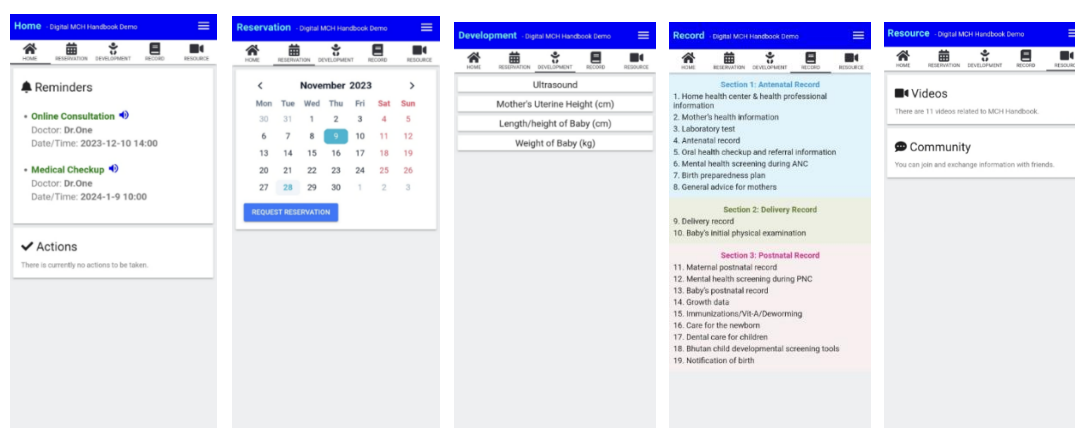 Home - Digital MCH Handbook Demo
HOME RESERVATION DEVELOPMENT RECORD RESOURCE
Reminders
• Online Consultation
Doctor: Dr.One
Date/Time: 2023-12-10 14:00
• Medical Checkup
Doctor: Dr.One
Date/Time: 2024-1-9 10:00
Actions
There is currently no actions to be taken.
Reservation - Digital MCH Handbook Demo
HOME RESERVATION DEVELOPMENT RECORD RESOURCE
< November 2023 >
Mon Tue Wed Thu Fri Sat Sun
30 31 1 2 3 4 5
6 7 8 9 10 11 12
13 14 15 16 17 18 19
20 21 22 23 24 25 26
27 28 29 30 1 2 3
REQUEST RESERVATION
Development - Digital MCH Handbook Demo
HOME RESERVATION DEVELOPMENT RECORD RESOURCE
Ultrasound
Mother's Uterine Height (cm)
Length/height of Baby (cm)
Weight of Baby (kg)
Record - Digital MCH Handbook Demo
HOME RESERVATION DEVELOPMENT RECORD RESOURCE
Section 1: Antenatal Record
1. Home health center & health professional
information
2. Mother's health information
3. Laboratory test
4. Antenatal record
5. Oral health checkup and referral information
6. Mental health screening during ANC
7. Birth preparedness plan
8. General advice for mothers
Section 2: Delivery Record
9. Delivery record
10. Baby's initial physical examination
Section 3: Postnatal Record
11. Maternal postnatal record
12. Mental health screening during PNC
13. Baby's postnatal record
14. Growth data
15. Immunizations/Vit-A/Deworming
16. Care for the newborn
17. Dental care for children
18. Bhutan child developmental screening tools
19. Notification of birth
Resource - Digital MCH Handbook Demo
HOME RESERVATION DEVELOPMENT RECORD RESOURCE
Videos
There are 11 videos related to MCH Handbook.
Community
You can join and exchange information with friends.